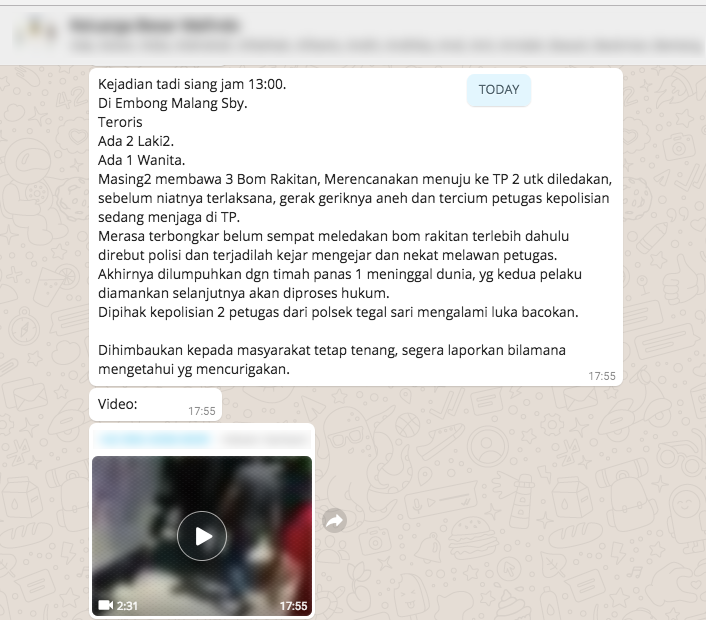 TODAY
Kejadian tadi siang jam 13:00.
Di Embong Malang Sby.
Teroris
Ada 2 Laki2.
Ada 1 Wanita.
Masing2 membawa 3 Bom Rakitan, Merencanakan menuju ke TP 2 utk diledakan,
sebelum niatnya terlaksana, gerak geriknya aneh dan tercium petugas kepolisian
sedang menjaga di TP.
Merasa terbongkar belum sempat meledakan bom rakitan terlebih dahulu
direbut polisi dan terjadilah kejar mengejar dan nekat melawan petugas.
Akhirnya dilumpuhkan dgn timah panas 1 meninggal dunia, yg kedua pelaku
diamankan selanjutnya akan diproses hukum.
Dipihak kepolisian 2 petugas dari polsek tegal sari mengalami luka bacokan.
Dihimbaukan kepada masyarakat tetap tenang, segera laporkan bilamana
mengetahui yg mencurigakan.
17:55
Video:
17:55
2:31
17:55